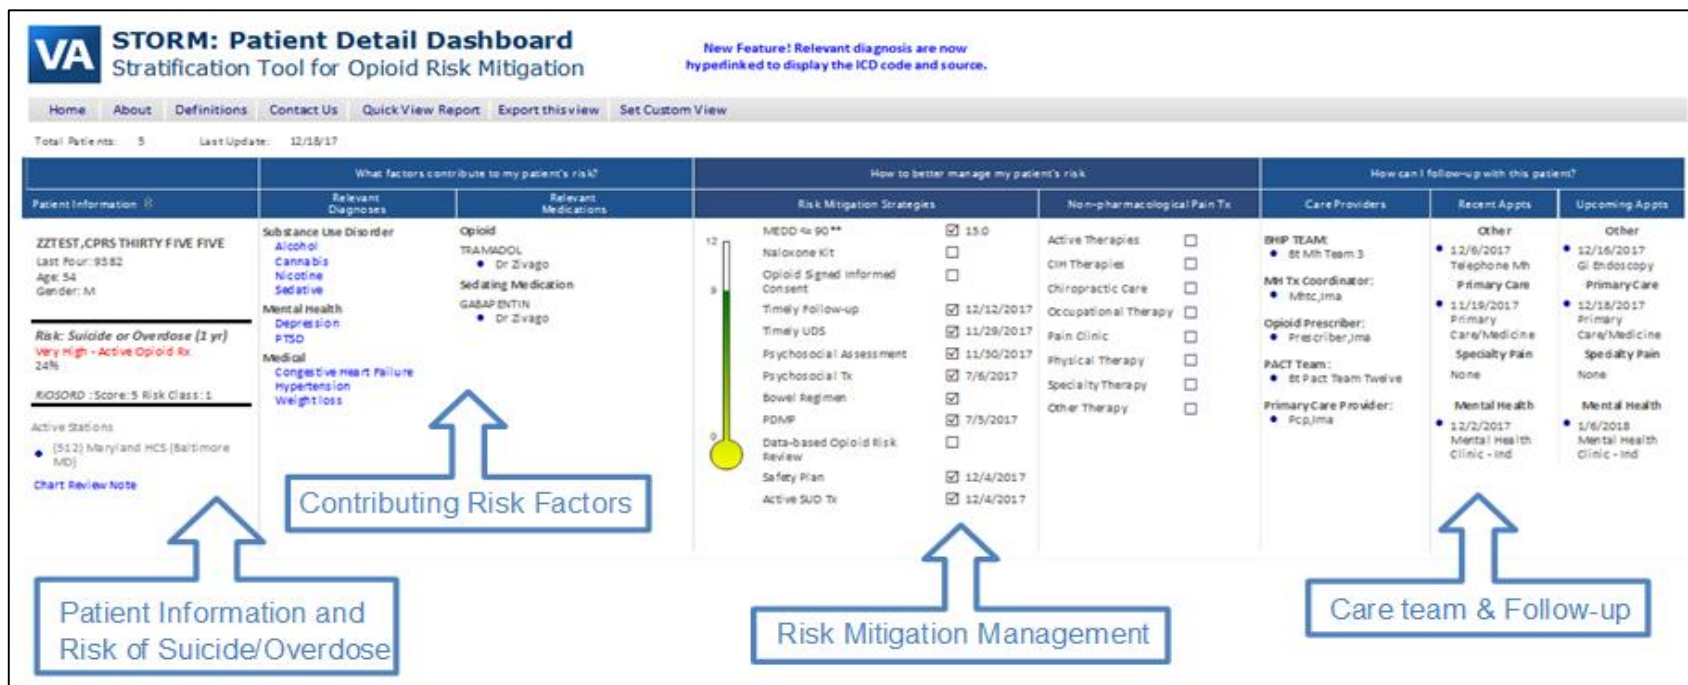 VA
STORM: Patient Detail Dashboard
Stratification Tool for Opioid Risk Mitigation
New Feature! Relevant diagnosis are now
hyperlinked to display the ICD code and source.
Home About Definitions Contact Us Quick View Report Export this view Set Custom View
Total Patients: 5 Last Update: 12/18/17
What factors contribute to my patient's risk?
How to better manage my patient's risk
How can I follow-up with this patient?
Patient Information
Relevant
Diagnoses
Relevant
Medications
Risk Mitigation Strategies
Non-pharmacological Pain Tx
Care Providers
Recent Appts
Upcoming Appts
ZZTEST,CPRS THIRTY FIVE FIVE
Last Four: 9382
Age: 54
Gender: M
Risk: Suicide or Overdose (1 yr)
Very High - Active Opioid Rx
24%
RIOSORD : Score: 5 Risk Class: 1
Active Stations
(512) Maryland HCS (Baltimore
MD)
Chart Review Note
Substance Use Disorder
Alcohol
Cannabis
Nicotine
Sedative
Mental Health
Depression
PTSD
Medical
Congestive Heart Failure
Hypertension
Weight loss
Opioid
TRAMADOL
Dr Zivago
Sedating Medication
GABAPENTIN
Dr Zivago
12
9
0
MEDD <= 90 ** ☑ 15.0
Naloxone Kit ☐
Opioid Signed Informed ☐
Consent
Timely Follow-up ☑ 12/12/2017
Timely UDS ☑ 11/29/2017
Psychosocial Assessment ☑ 11/30/2017
Psychosocial Tx ☑ 7/6/2017
Bowel Regimen ☑
PDMP ☑ 7/5/2017
Data-based Opioid Risk ☐
Review
Safety Plan ☑ 12/4/2017
Active SUD Tx ☑ 12/4/2017
Active Therapies ☐
CIH Therapies ☐
Chiropractic Care ☐
Occupational Therapy ☐
Pain Clinic ☐
Physical Therapy ☐
Specialty Therapy ☐
Other Therapy ☐
BHIP TEAM:
Bt Mh Team 3
MH Tx Coordinator:
Mhtc,Ima
Opioid Prescriber:
Prescriber,Ima
PACT Team:
Bt Pact Team Twelve
Primary Care Provider:
Pcp,Ima
Other
12/6/2017
Telephone Mh
Primary Care
11/19/2017
Primary
Care/Medicine
Specialty Pain
None
Mental Health
12/2/2017
Mental Health
Clinic - Ind
Other
12/16/2017
Gi Endoscopy
Primary Care
12/18/2017
Primary
Care/Medicine
Specialty Pain
None
Mental Health
1/6/2018
Mental Health
Clinic - Ind
Contributing Risk Factors
Patient Information and
Risk of Suicide/Overdose
Risk Mitigation Management
Care team & Follow-up